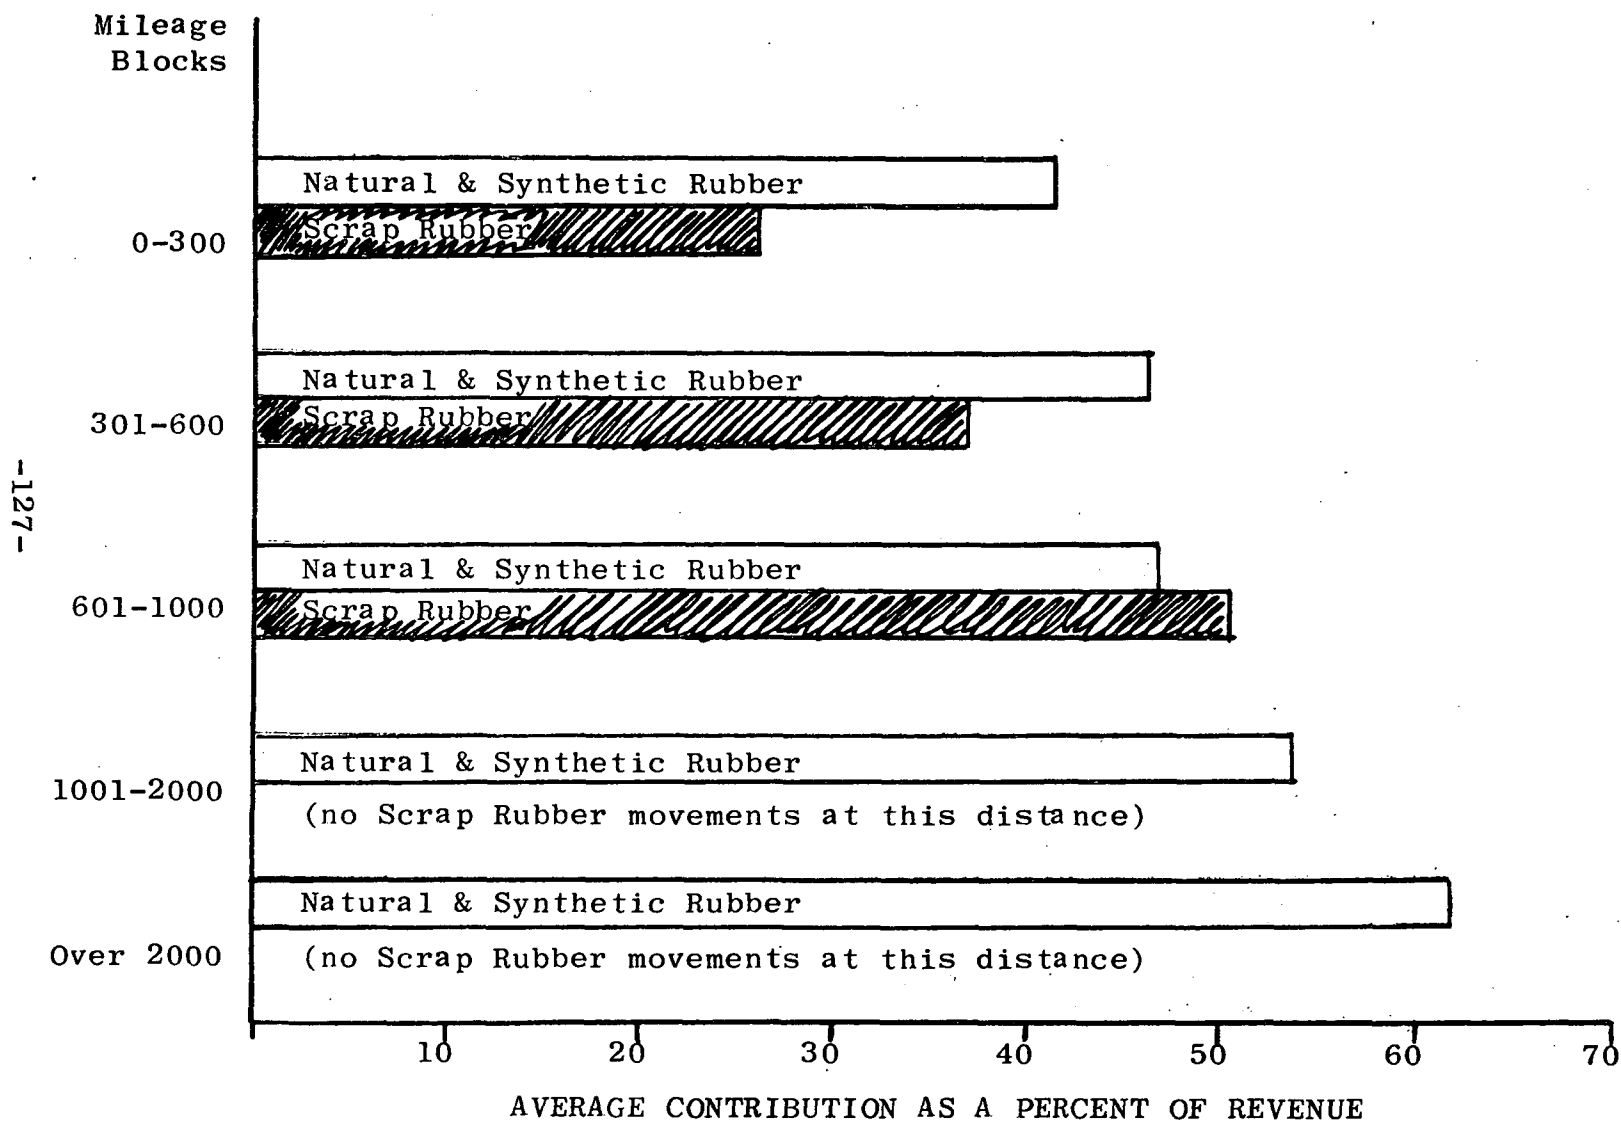 Mileage
Blocks
Natural & Synthetic Rubber
Scrap Rubber
0-300
Natural & Synthetic Rubber
Scrap Rubber
301-600
Natural & Synthetic Rubber
Scrap Rubber
601-1000
Natural & Synthetic Rubber
1001-2000
(no Scrap Rubber movements at this distance)
Natural & Synthetic Rubber
Over 2000
(no Scrap Rubber movements at this distance)
10 20 30 40 50 60 70
AVERAGE CONTRIBUTION AS A PERCENT OF REVENUE
-127-